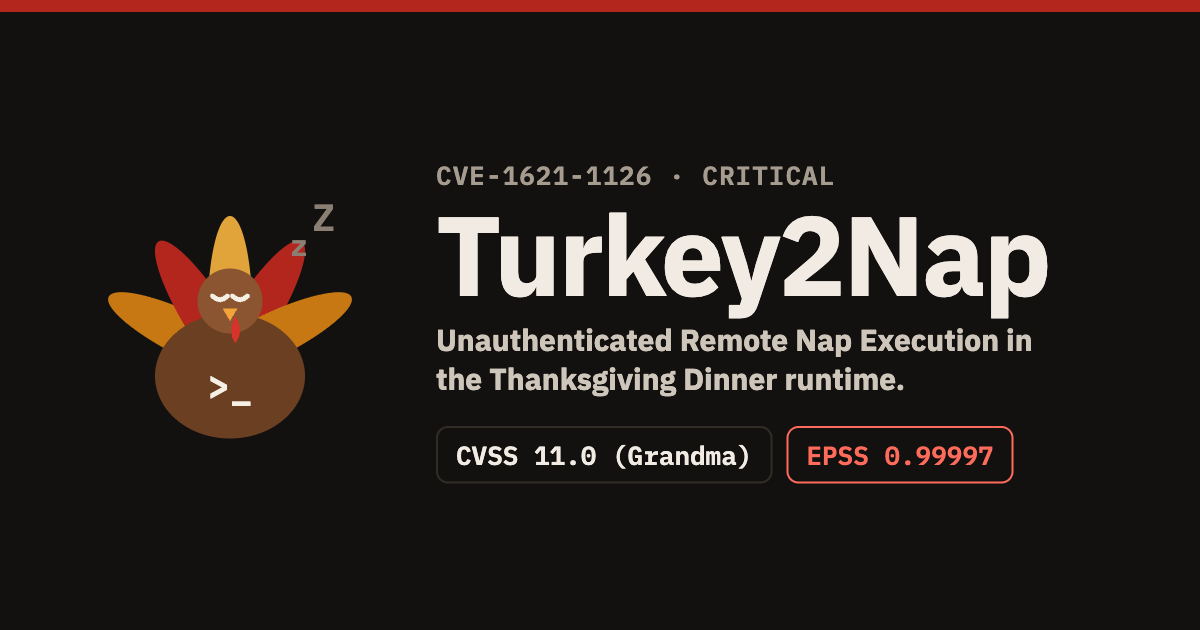 CVE-1621-1126 · CRITICAL
Turkey2Nap
Z
z
Unauthenticated Remote Nap Execution in
the Thanksgiving Dinner runtime.
>_
CVSS 11.0 (Grandma)
EPSS 0.99997